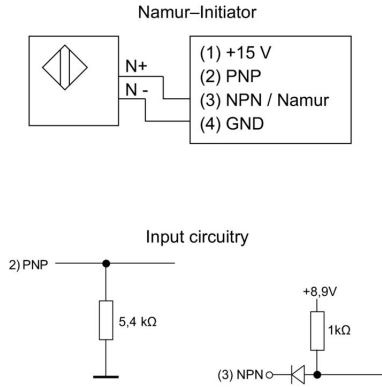 Namur–Initiator
N+
N -
(1) +15 V
(2) PNP
(3) NPN / Namur
(4) GND
Input circuitry
2) PNP
5,4 kΩ
+8,9V
1kΩ
(3) NPN